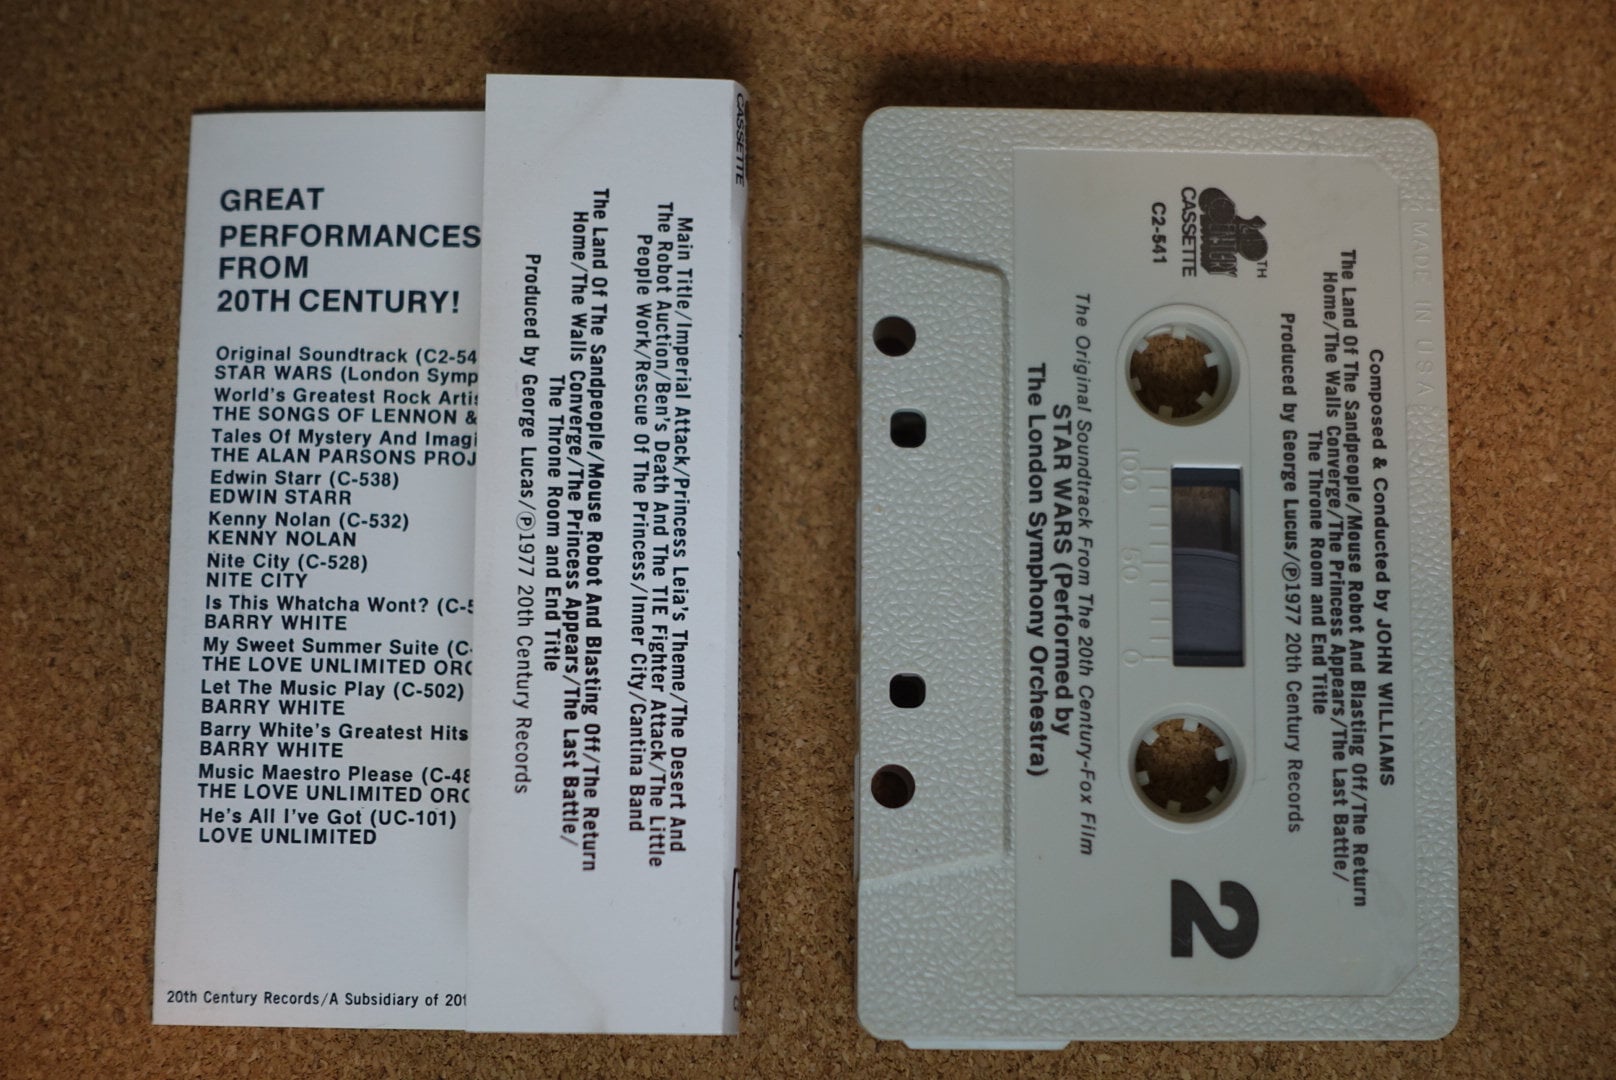 GREAT
PERFORMANCES
FROM
20TH CENTURY!
Original Soundtrack (C2-54
STAR WARS (London Symp
World's Greatest Rock Artis
THE SONGS OF LENNON &
Tales Of Mystery And Imagi
THE ALAN PARSONS PROJ
Edwin Starr (C-538)
EDWIN STARR
Kenny Nolan (C-532)
KENNY NOLAN
Nite City (C-528)
NITE CITY
Is This Whatcha Wont? (C-5
BARRY WHITE
My Sweet Summer Suite (C-
THE LOVE UNLIMITED ORC
Let The Music Play (C-502)
BARRY WHITE
Barry White's Greatest Hits
BARRY WHITE
Music Maestro Please (C-48
THE LOVE UNLIMITED ORC
He's All I've Got (UC-101)
LOVE UNLIMITED
20th Century Records/A Subsidiary of 20t
Main Title/Imperial Attack/Princess Leia's Theme/The Desert And
The Robot Auction/Ben's Death And The TIE Fighter Attack/The Little
People Work/Rescue Of The Princess/Inner City/Cantina Band
The Land Of The Sandpeople/Mouse Robot And Blasting Off/The Return
Home/The Walls Converge/The Princess Appears/The Last Battle/
The Throne Room and End Title
Produced by George Lucas/Ⓟ1977 20th Century Records
CASSETTE
MADE IN U S A
Composed & Conducted by JOHN WILLIAMS
The Land Of The Sandpeople/Mouse Robot And Blasting Off/The Return
Home/The Walls Converge/The Princess Appears/The Last Battle/
The Throne Room and End Title
Produced by George Lucus/Ⓟ1977 20th Century Records
20TH
CENTURY
CASSETTE
C2-541
100 50 0
2
The Original Soundtrack From The 20th Century-Fox Film
STAR WARS (Performed by
The London Symphony Orchestra)